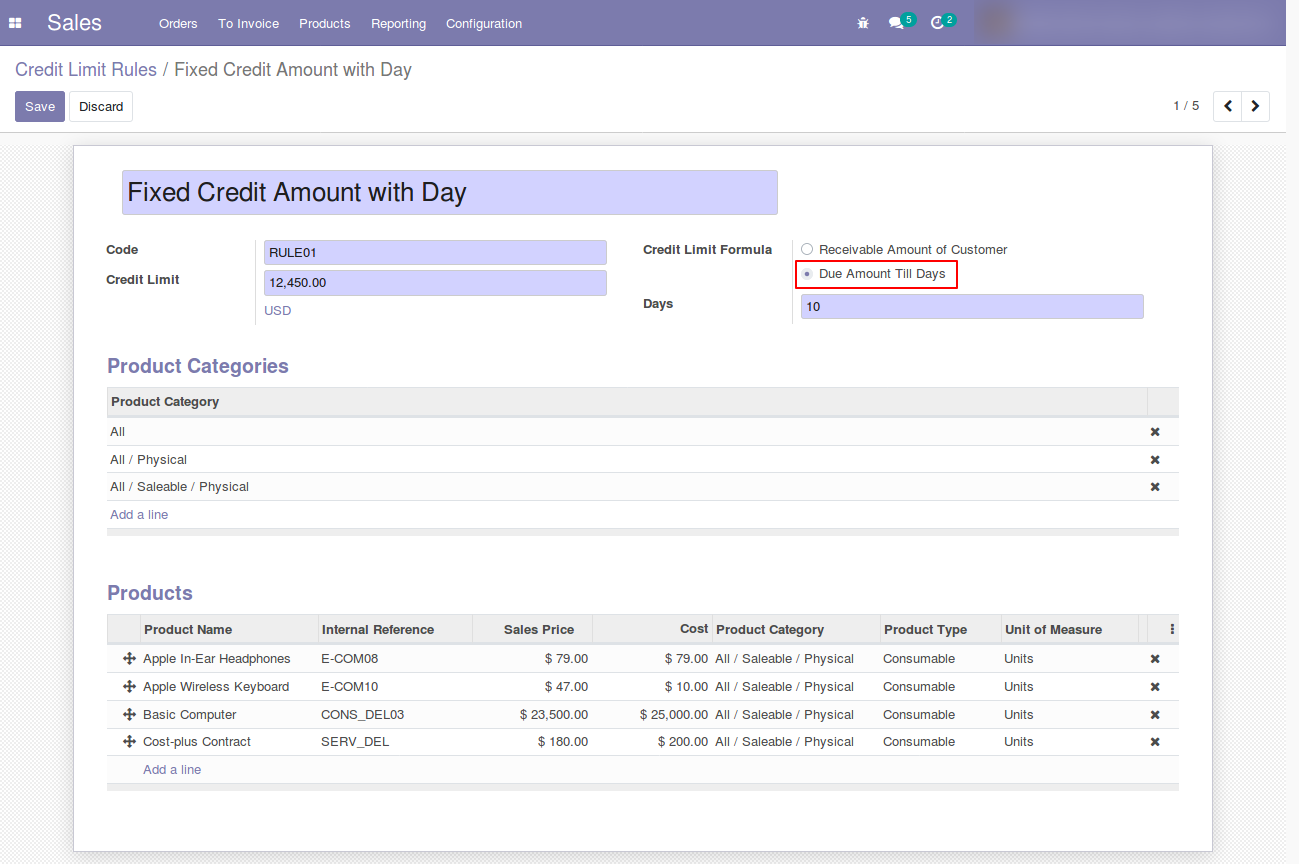 Sales Orders To Invoice Products Reporting Configuration 5 2
Credit Limit Rules / Fixed Credit Amount with Day
Save Discard 1 / 5
Fixed Credit Amount with Day
Code RULE01 Credit Limit Formula Receivable Amount of Customer
Credit Limit 12,450.00 Due Amount Till Days
USD Days 10
Product Categories
Product Category
All
All / Physical
All / Saleable / Physical
Add a line
Products
Product Name Internal Reference Sales Price Cost Product Category Product Type Unit of Measure
Apple In-Ear Headphones E-COM08 $ 79.00 $ 79.00 All / Saleable / Physical Consumable Units
Apple Wireless Keyboard E-COM10 $ 47.00 $ 10.00 All / Saleable / Physical Consumable Units
Basic Computer CONS_DEL03 $ 23,500.00 $ 25,000.00 All / Saleable / Physical Consumable Units
Cost-plus Contract SERV_DEL $ 180.00 $ 200.00 All / Saleable / Physical Consumable Units
Add a line